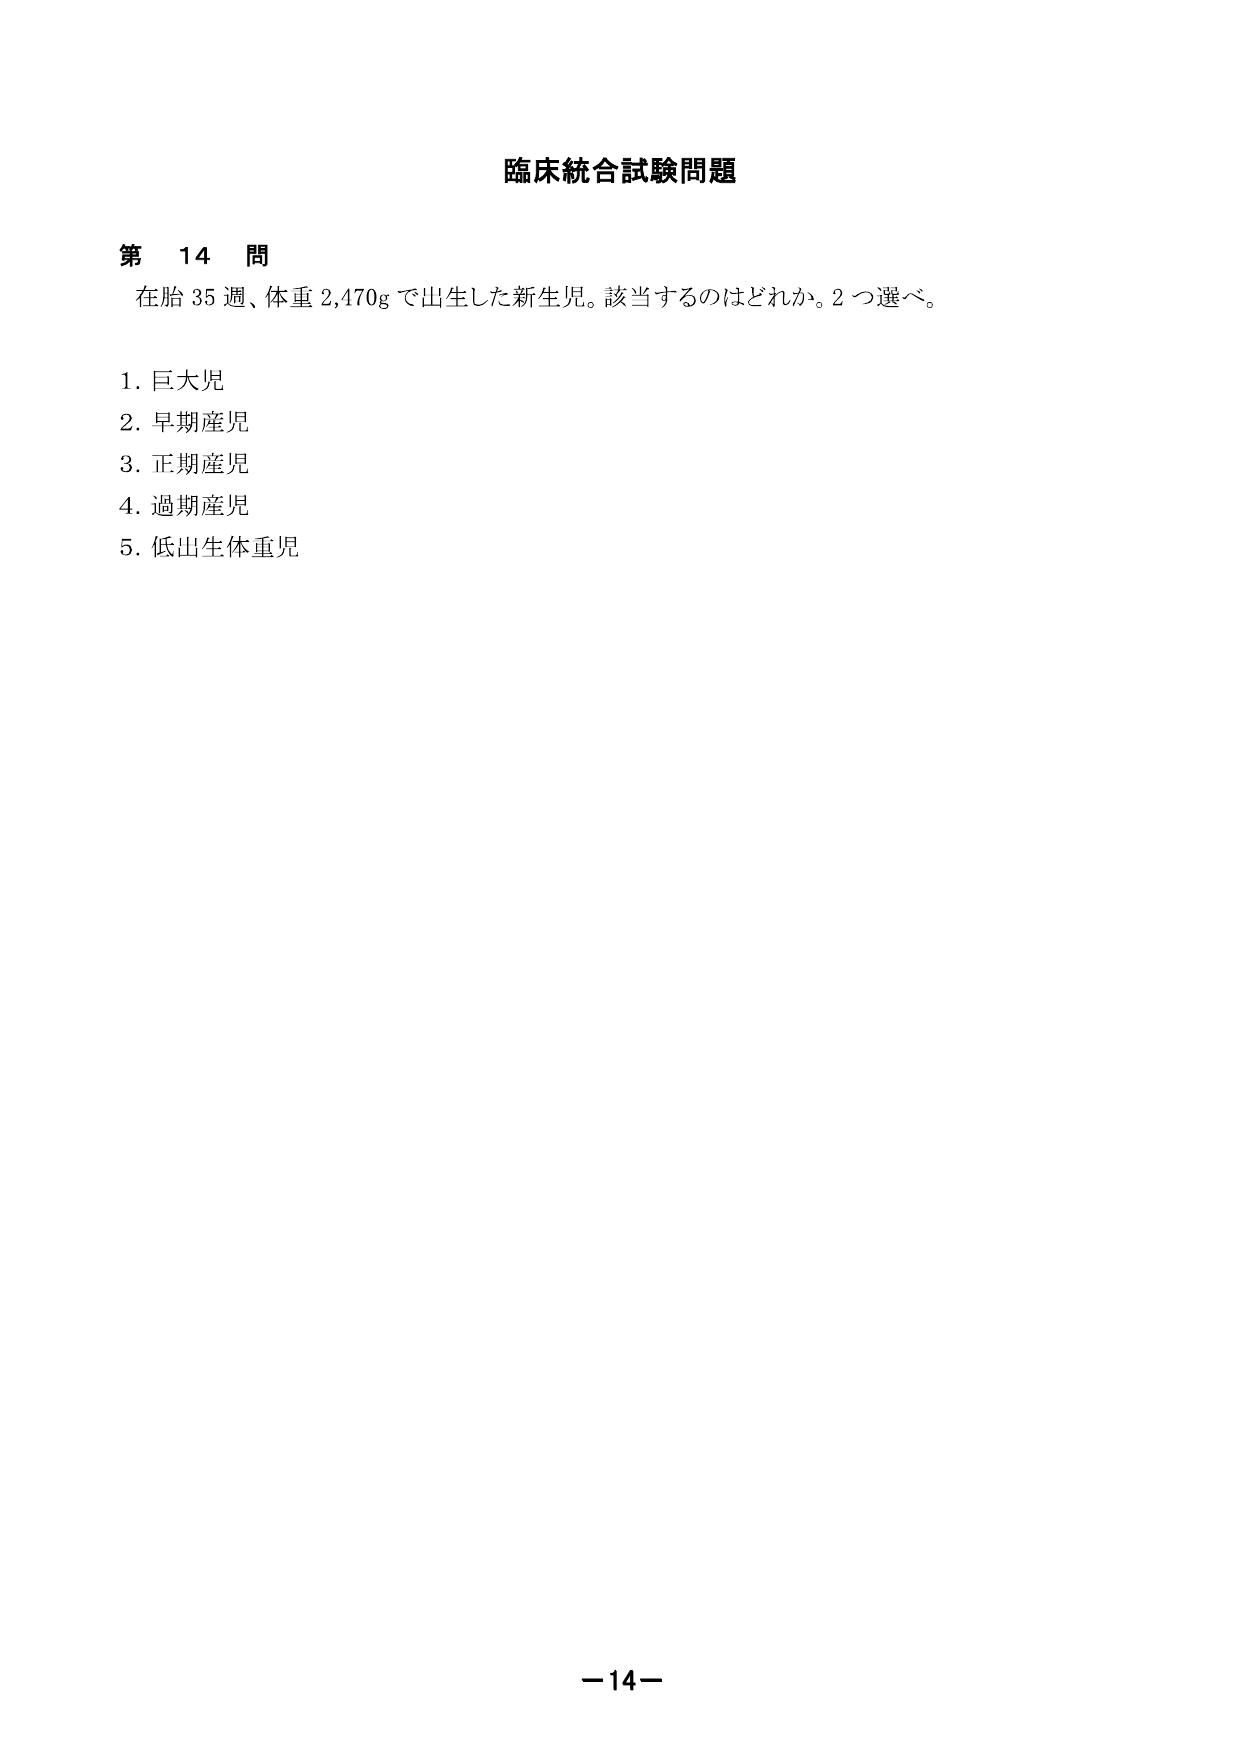 臨床統合試験問題
第 14 問
在胎 35 週、体重 2,470g で出生した新生児。該当するのはどれか。2 つ選べ。
1. 巨大児
2. 早期産児
3. 正期産児
4. 過期産児
5. 低出生体重児
－14－